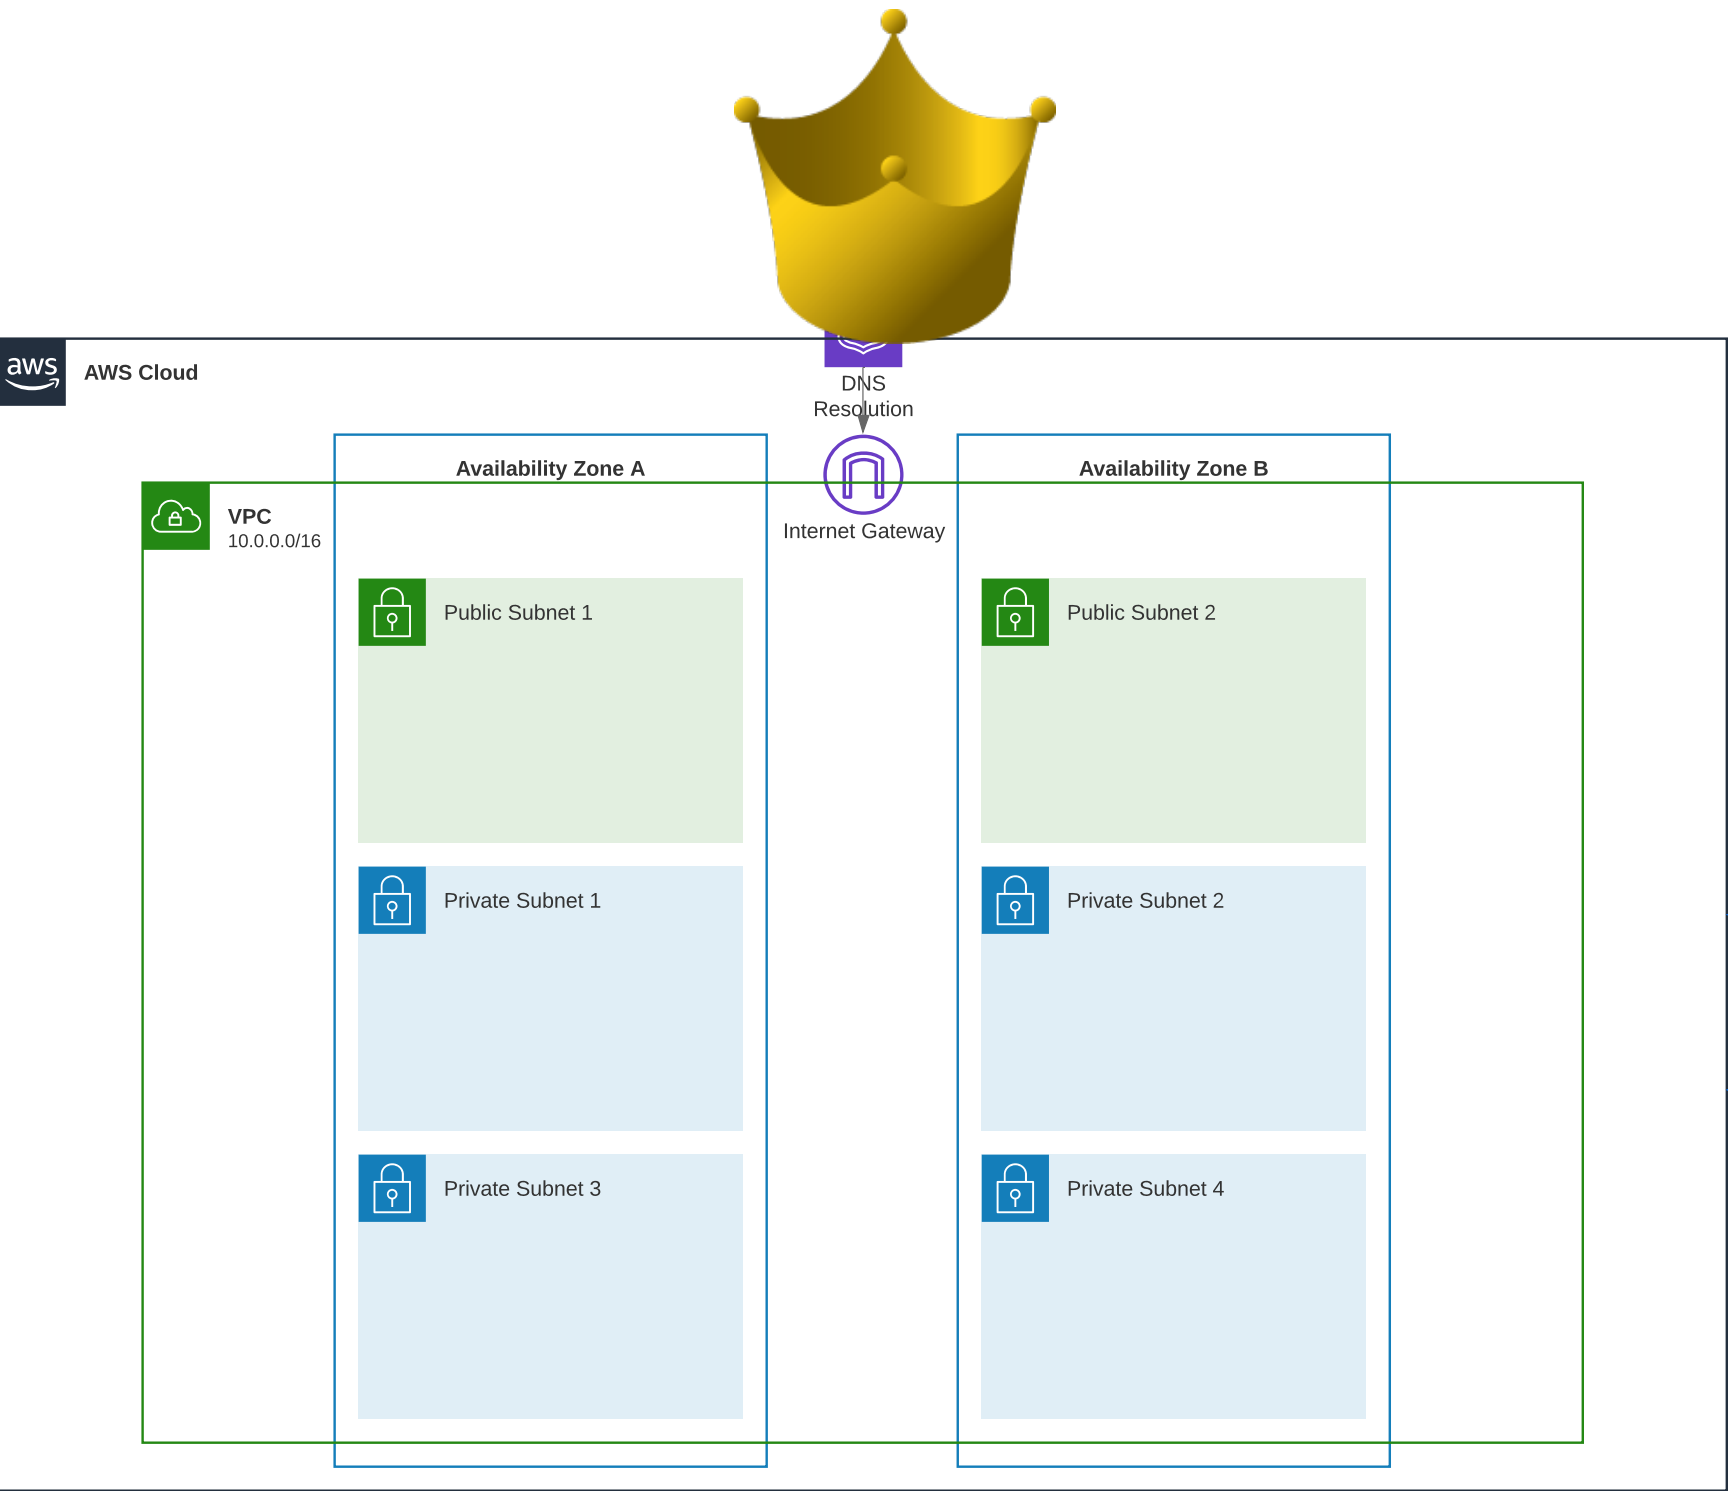 aws
AWS Cloud
DNS
Resolution
Availability Zone A
Availability Zone B
VPC
10.0.0.0/16
Internet Gateway
Public Subnet 1
Public Subnet 2
Private Subnet 1
Private Subnet 2
Private Subnet 3
Private Subnet 4